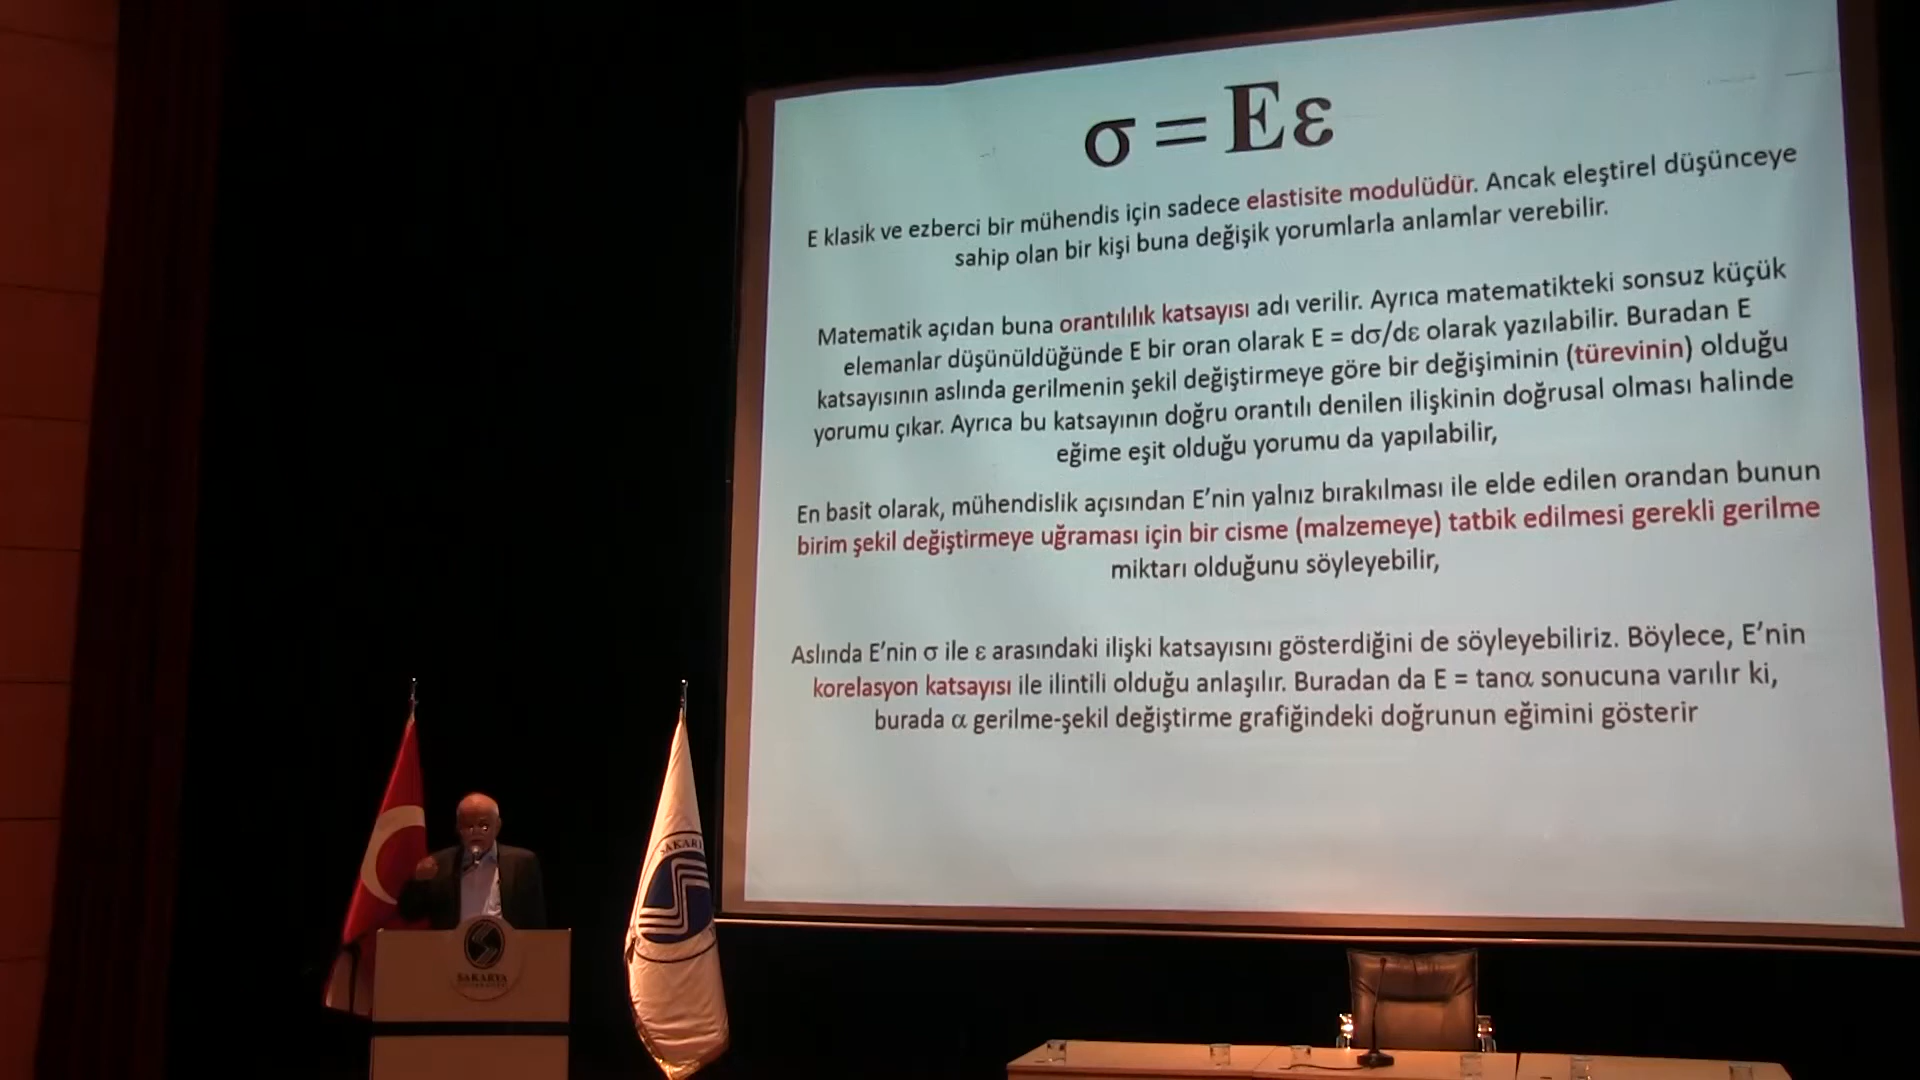 σ = Eε
E klasik ve ezberci bir mühendis için sadece elastisite modulüdür. Ancak eleştirel düşünceye
sahip olan bir kişi buna değişik yorumlarla anlamlar verebilir.
Matematik açıdan buna orantılılık katsayısı adı verilir. Ayrıca matematikteki sonsuz küçük
elemanlar düşünüldüğünde E bir oran olarak E = dσ/dε olarak yazılabilir. Buradan E
katsayısının aslında gerilmenin şekil değiştirmeye göre bir değişiminin (türevinin) olduğu
yorumu çıkar. Ayrıca bu katsayının doğru orantılı denilen ilişkinin doğrusal olması halinde
eğime eşit olduğu yorumu da yapılabilir,
En basit olarak, mühendislik açısından E’nin yalnız bırakılması ile elde edilen orandan bunun
birim şekil değiştirmeye uğraması için bir cisme (malzemeye) tatbik edilmesi gerekli gerilme
miktarı olduğunu söyleyebilir,
Aslında E’nin σ ile ε arasındaki ilişki katsayısını gösterdiğini de söyleyebiliriz. Böylece, E’nin
korelasyon katsayısı ile ilintili olduğu anlaşılır. Buradan da E = tanα sonucuna varılır ki,
burada α gerilme-şekil değiştirme grafiğindeki doğrunun eğimini gösterir
SAKARYA